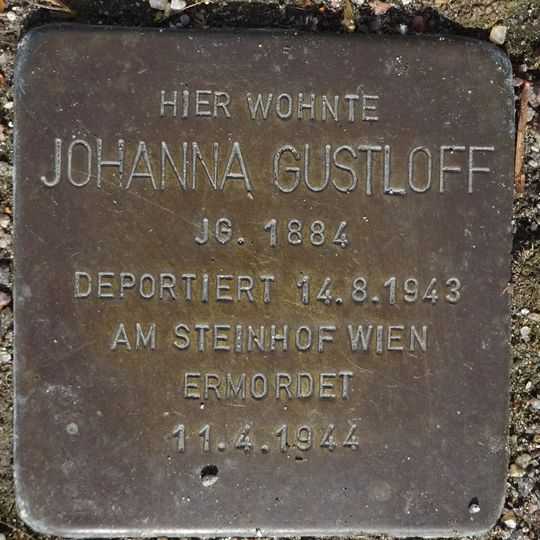 HIER WOHNTE
JOHANNA GUSTLOFF
JG. 1884
DEPORTIERT 14.8.1943
AM STEINHOF WIEN
ERMORDET
11.4.1944